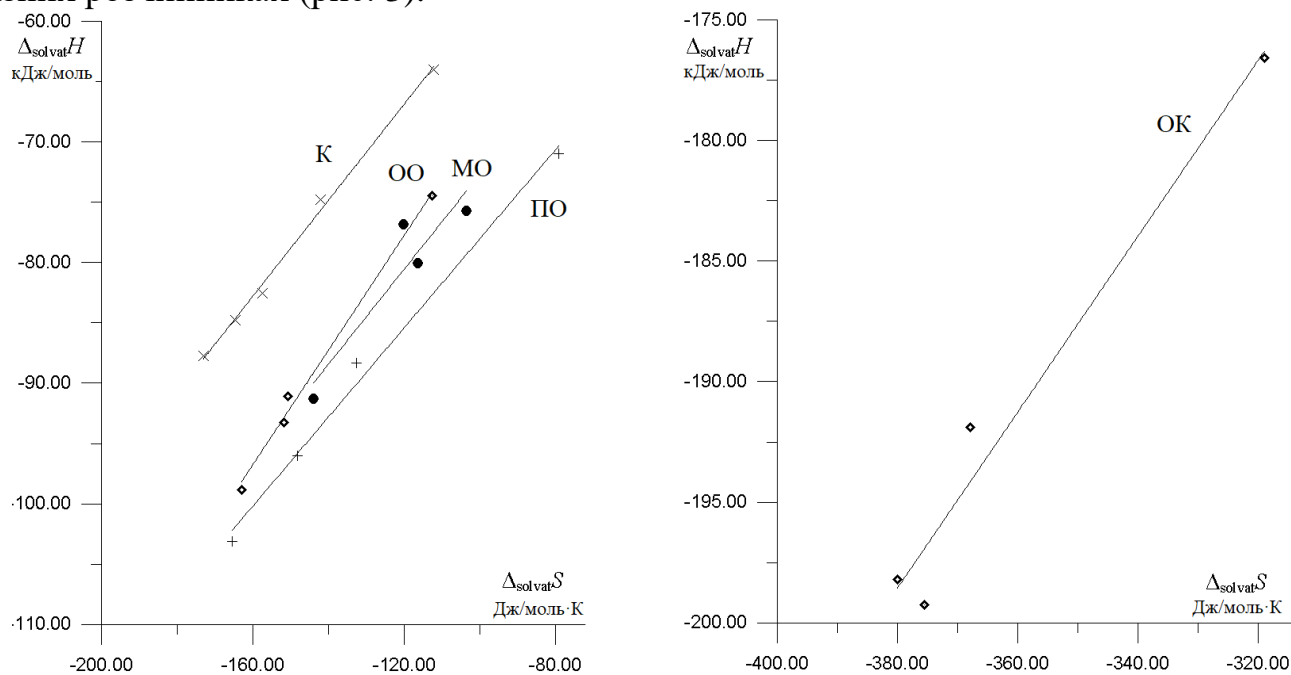 (рис. 3).
-60.00
Δsolvat H
кДж/моль
-70.00
К
ОО
МО
ПО
-80.00
-90.00
-100.00
Δsolvat S
Дж/моль·К
-110.00
-200.00 -160.00 -120.00 -80.00
-175.00
Δsolvat H
кДж/моль
ОК
-180.00
-185.00
-190.00
-195.00
Δsolvat S
Дж/моль·К
-200.00
-400.00 -380.00 -360.00 -340.00 -320.00